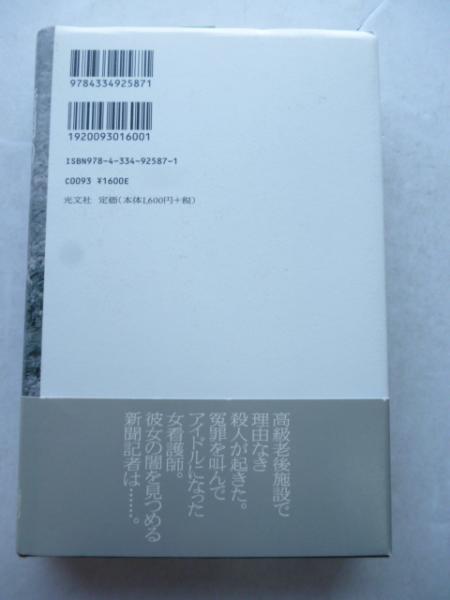 9784334925871
1920093016001
ISBN978-4-334-92587-1
C0093 ¥1600E
光文社 定価(本体1,600円+税)
高級老後施設で
理由なき
殺人が起きた。
冤罪を叫んで
アイドルになった
女看護師。
彼女の闇を見つめる
新聞記者は……。